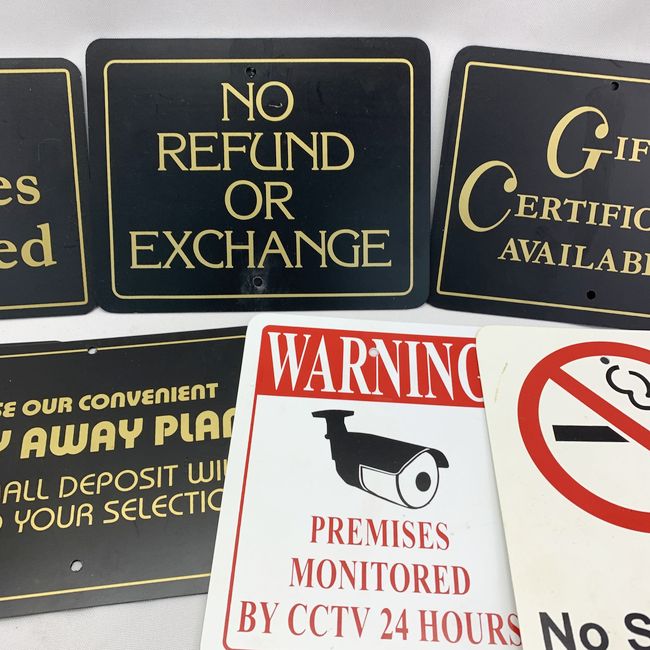 es
ed
NO
REFUND
OR
EXCHANGE
GIF
CERTIFIC
AVAILAB
SE OUR CONVENIENT
Y AWAY PLAN
ALL DEPOSIT WIL
YOUR SELECTIO
WARNING
PREMISES
MONITORED
BY CCTV 24 HOURS
No S